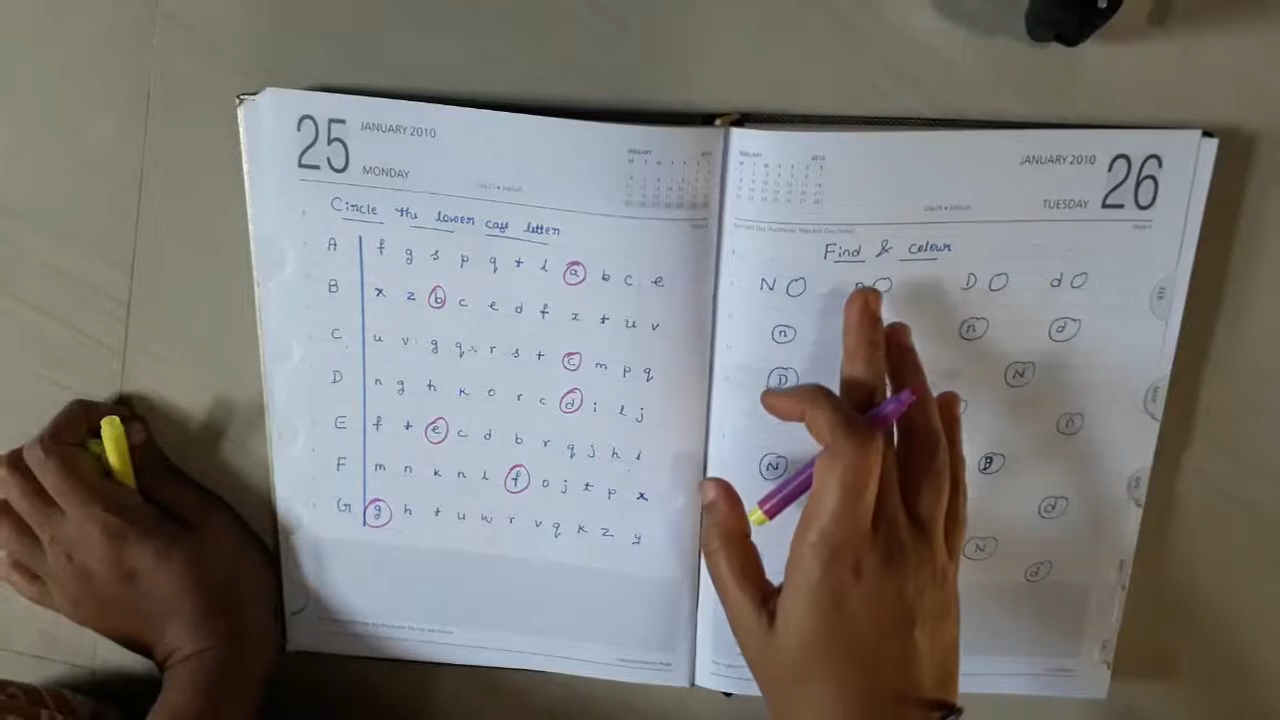 25
JANUARY 2010
MONDAY
Circle the lower case letter
A f g s p q t l a b c e
B x z b c e d f x t u v
C u v g q x r s t c m p q
D n g h k o r c d i l j
E f t e c d b r q j h l
F m n k n l f o j t p x
G g h t u w r v q k z y
JANUARY 2010
26
TUESDAY
Find & colour
N n D d
n n d
D N
n
N D
d
N
d